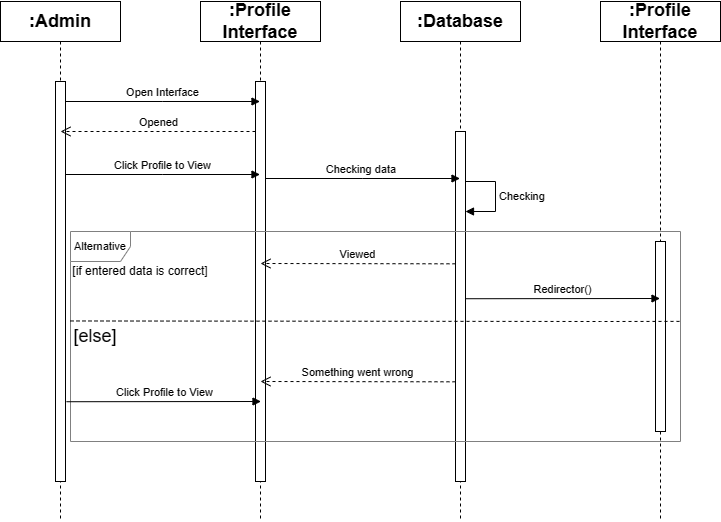 :Admin
:Profile
Interface
:Database
:Profile
Interface
Open Interface
Opened
Click Profile to View
Checking data
Checking
Alternative
Viewed
[if entered data is correct]
Redirector()
[else]
Something went wrong
Click Profile to View